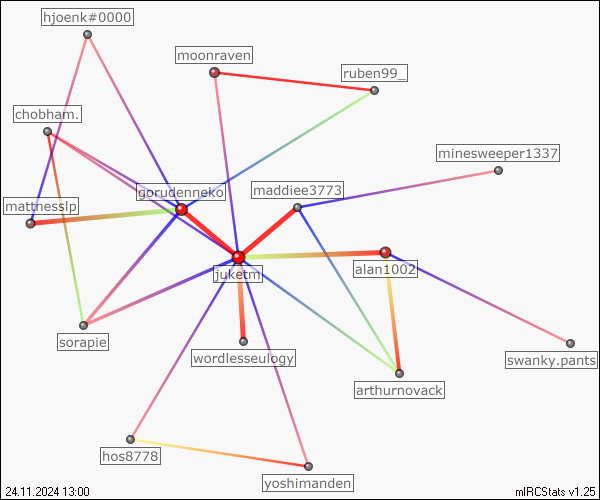 hjoenk#0000
moonraven
ruben99_
chobham.
minesweeper1337
gorudenneko
maddiee3773
mattnesslp
alan1002
juketm
sorapie
wordlesseulogy
swanky.pants
arthurnovack
hos8778
yoshimanden
24.11.2024 13:00
mIRCStats v1.25